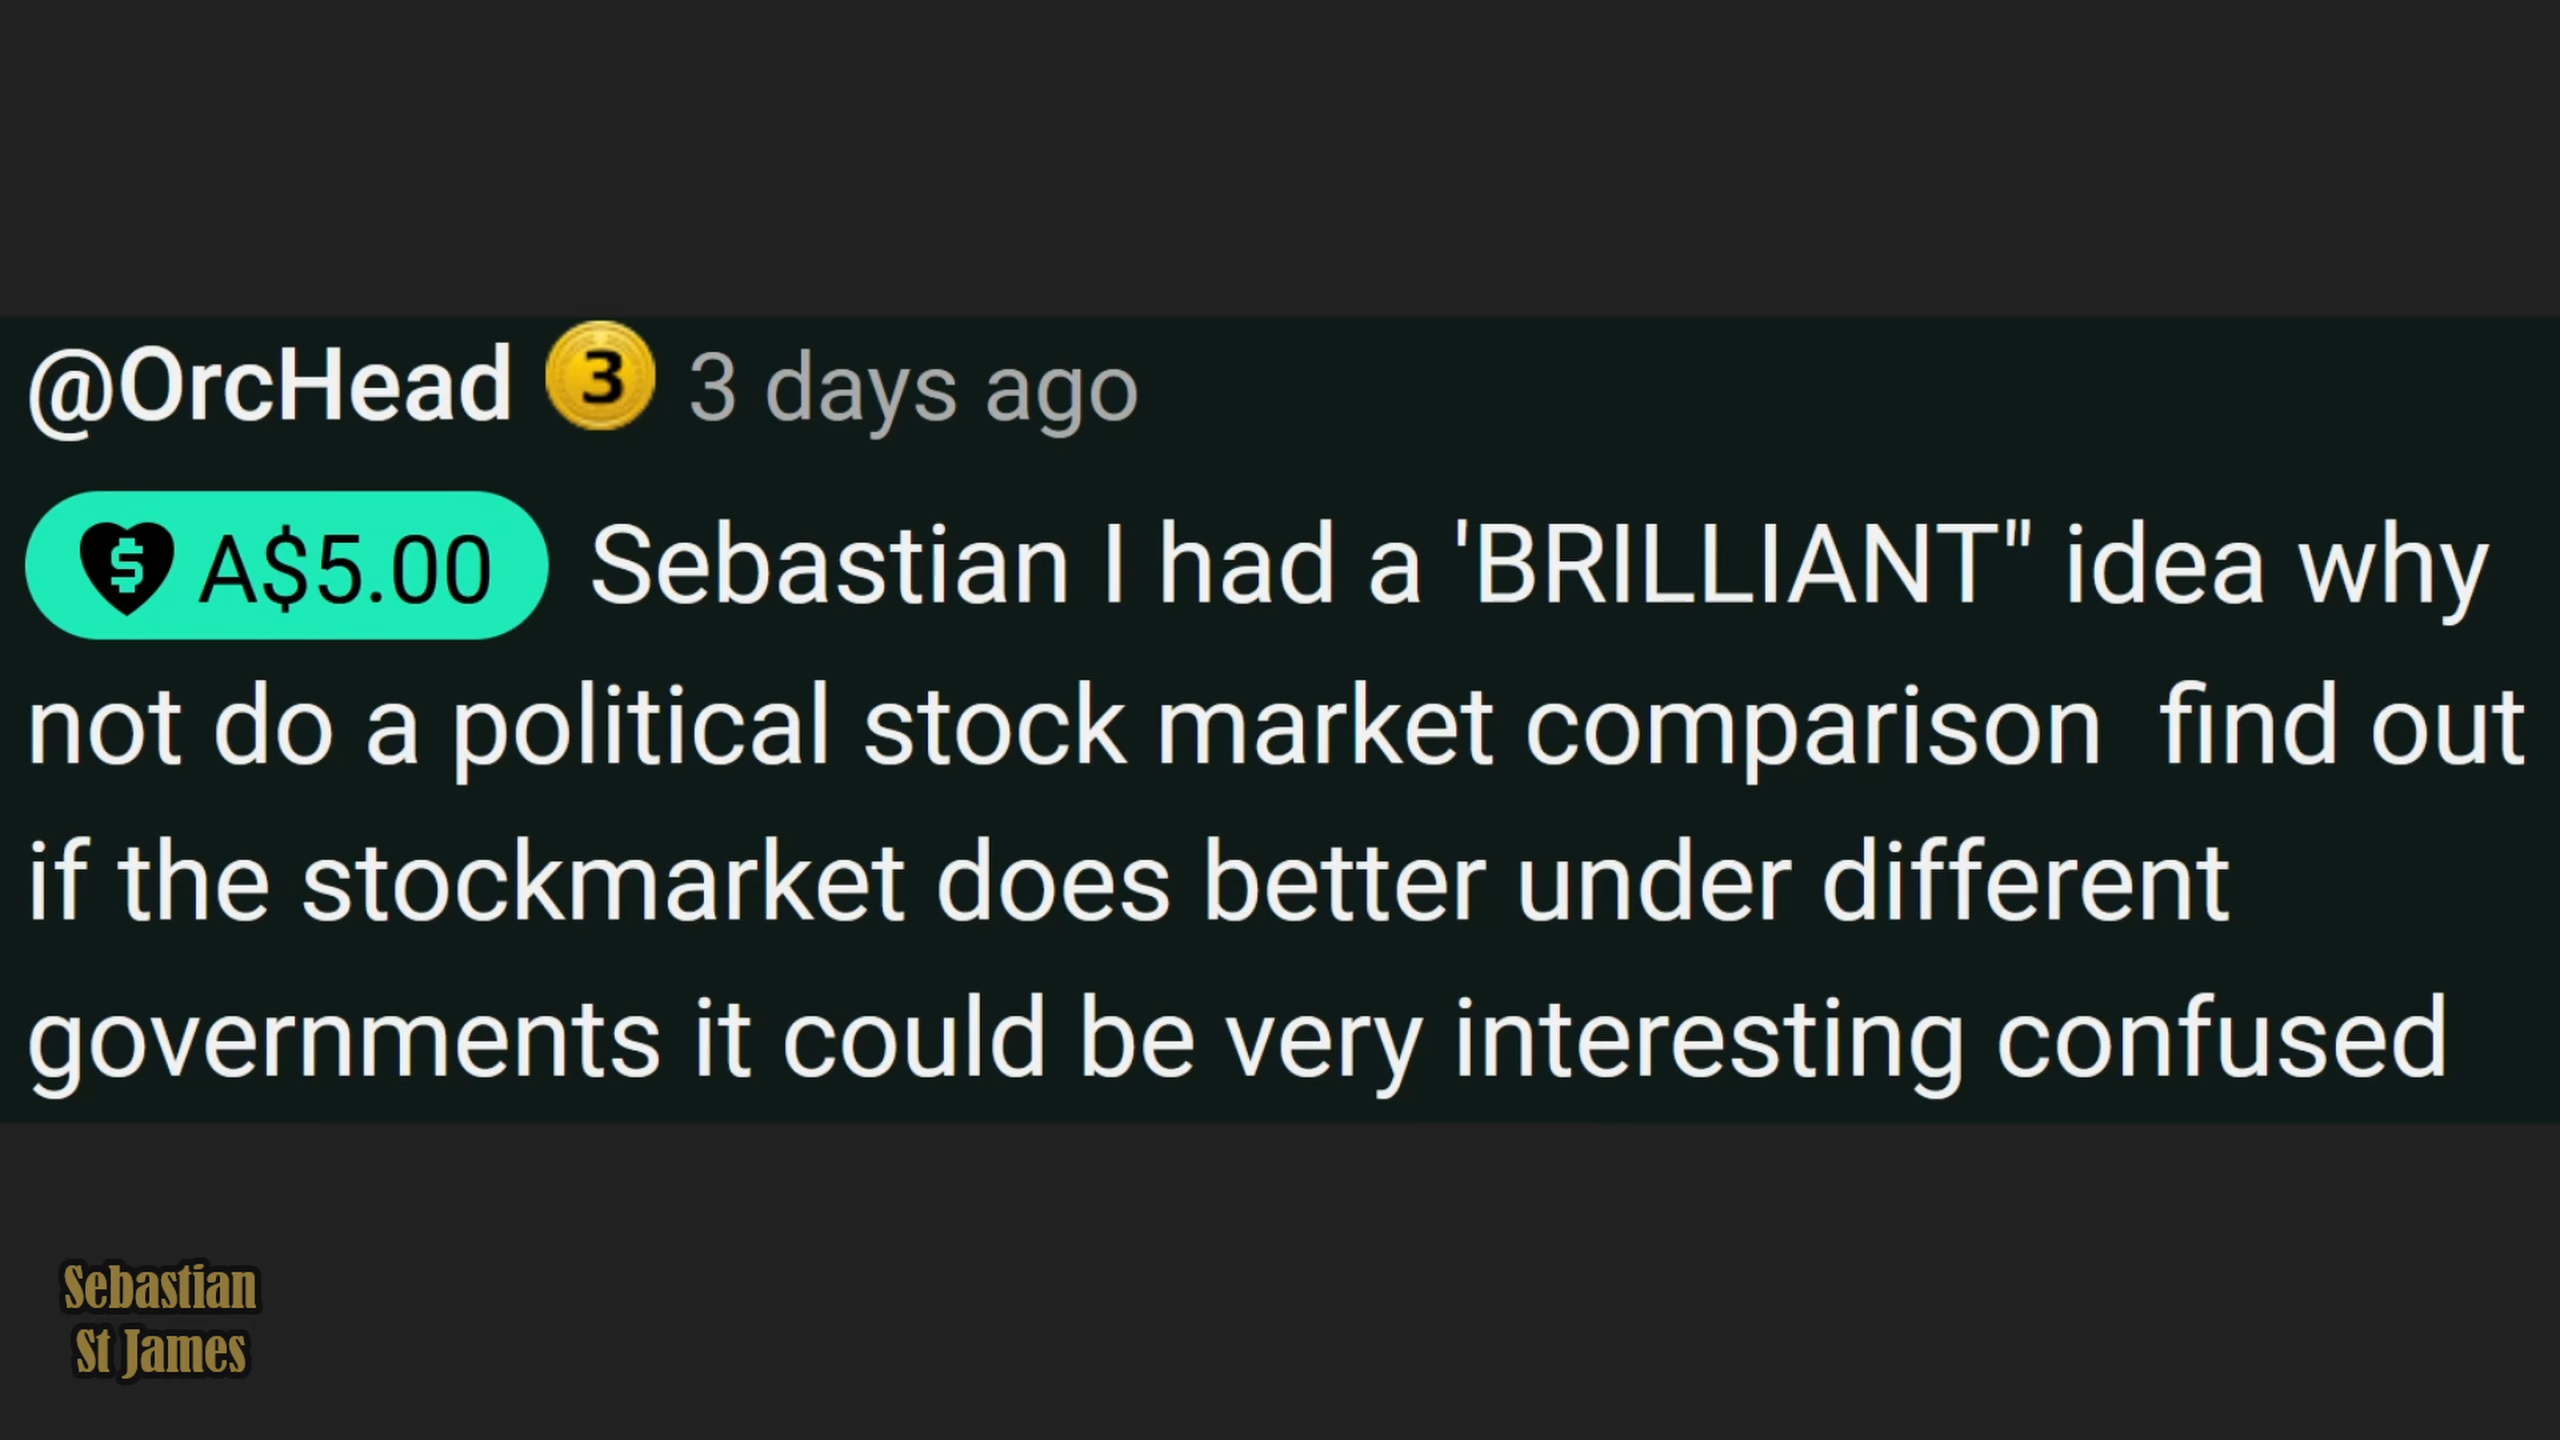 @OrcHead 3 3 days ago
A$5.00 Sebastian I had a 'BRILLIANT" idea why
not do a political stock market comparison  find out
if the stockmarket does better under different
governments it could be very interesting confused
Sebastian
St James